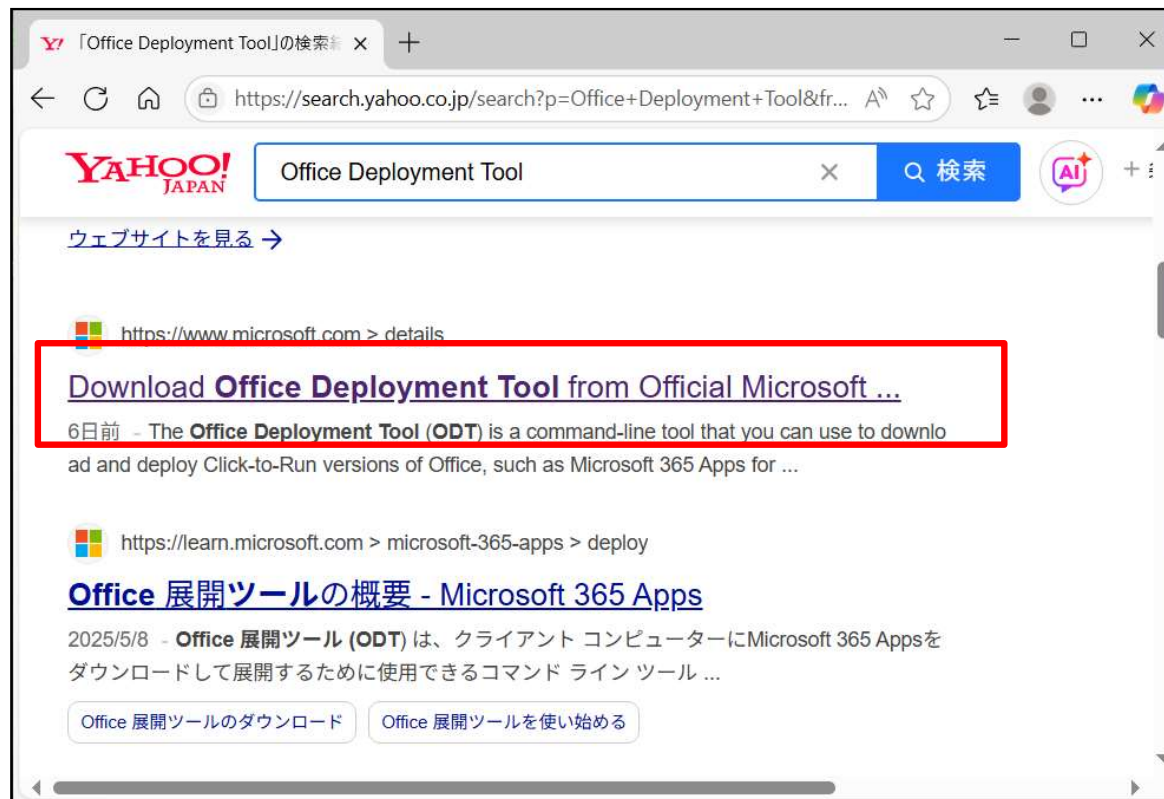 「Office Deployment Tool」の検索結
https://search.yahoo.co.jp/search?p=Office+Deployment+Tool&fr...
YAHOO!
JAPAN
Office Deployment Tool
検索
AI
ウェブサイトを見る
https://www.microsoft.com > details
Download Office Deployment Tool from Official Microsoft ...
6日前 - The Office Deployment Tool (ODT) is a command-line tool that you can use to downlo
ad and deploy Click-to-Run versions of Office, such as Microsoft 365 Apps for ...
https://learn.microsoft.com > microsoft-365-apps > deploy
Office 展開ツールの概要 - Microsoft 365 Apps
2025/5/8 - Office 展開ツール (ODT) は、クライアント コンピューターにMicrosoft 365 Appsを
ダウンロードして展開するために使用できるコマンド ライン ツール ...
Office 展開ツールのダウンロード
Office 展開ツールを使い始める